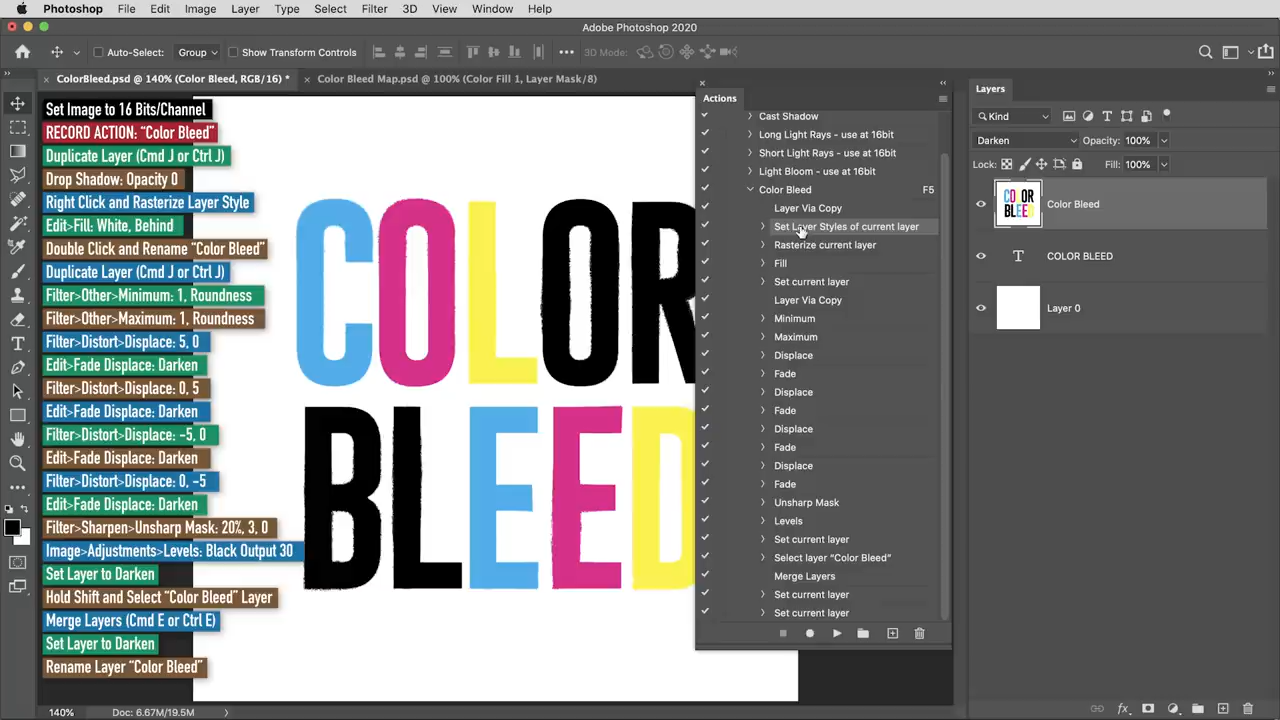 Photoshop File Edit Image Layer Type Select Filter 3D View Window Help
Adobe Photoshop 2020
Auto-Select: Group Show Transform Controls 3D Mode:
ColorBleed.psd @ 140% (Color Bleed, RGB/16) *
Color Bleed Map.psd @ 100% (Color Fill 1, Layer Mask/8)
Set Image to 16 Bits/Channel
RECORD ACTION: “Color Bleed”
Duplicate Layer (Cmd J or Ctrl J)
Drop Shadow: Opacity 0
Right Click and Rasterize Layer Style
Edit>Fill: White, Behind
Double Click and Rename “Color Bleed”
Duplicate Layer (Cmd J or Ctrl J)
Filter>Other>Minimum: 1, Roundness
Filter>Other>Maximum: 1, Roundness
Filter>Distort>Displace: 5, 0
Edit>Fade Displace: Darken
Filter>Distort>Displace: 0, 5
Edit>Fade Displace: Darken
Filter>Distort>Displace: -5, 0
Edit>Fade Displace: Darken
Filter>Distort>Displace: 0, -5
Edit>Fade Displace: Darken
Filter>Sharpen>Unsharp Mask: 20%, 3, 0
Image>Adjustments>Levels: Black Output 30
Set Layer to Darken
Hold Shift and Select “Color Bleed” Layer
Merge Layers (Cmd E or Ctrl E)
Set Layer to Darken
Rename Layer “Color Bleed”
COLOR
BLEED
Actions
Cast Shadow
Long Light Rays - use at 16bit
Short Light Rays - use at 16bit
Light Bloom - use at 16bit
Color Bleed F5
Layer Via Copy
Set Layer Styles of current layer
Rasterize current layer
Fill
Set current layer
Layer Via Copy
Minimum
Maximum
Displace
Fade
Displace
Fade
Displace
Fade
Displace
Fade
Unsharp Mask
Levels
Set current layer
Select layer “Color Bleed”
Merge Layers
Set current layer
Set current layer
Layers
Kind
Darken Opacity: 100%
Lock: Fill: 100%
COLOR
BLEED
Color Bleed
T COLOR BLEED
Layer 0
140% Doc: 6.67M/19.5M
fx